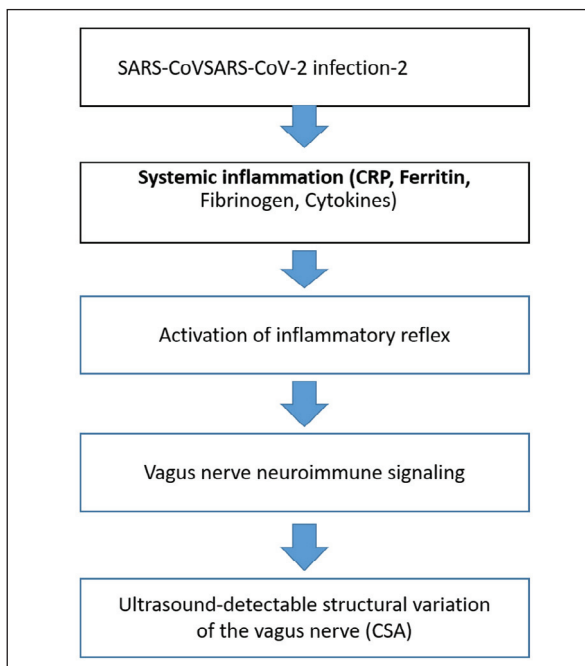 SARS-CoVSARS-CoV-2 infection-2
Systemic inflammation (CRP, Ferritin,
Fibrinogen, Cytokines)
Activation of inflammatory reflex
Vagus nerve neuroimmune signaling
Ultrasound-detectable structural variation
of the vagus nerve (CSA)